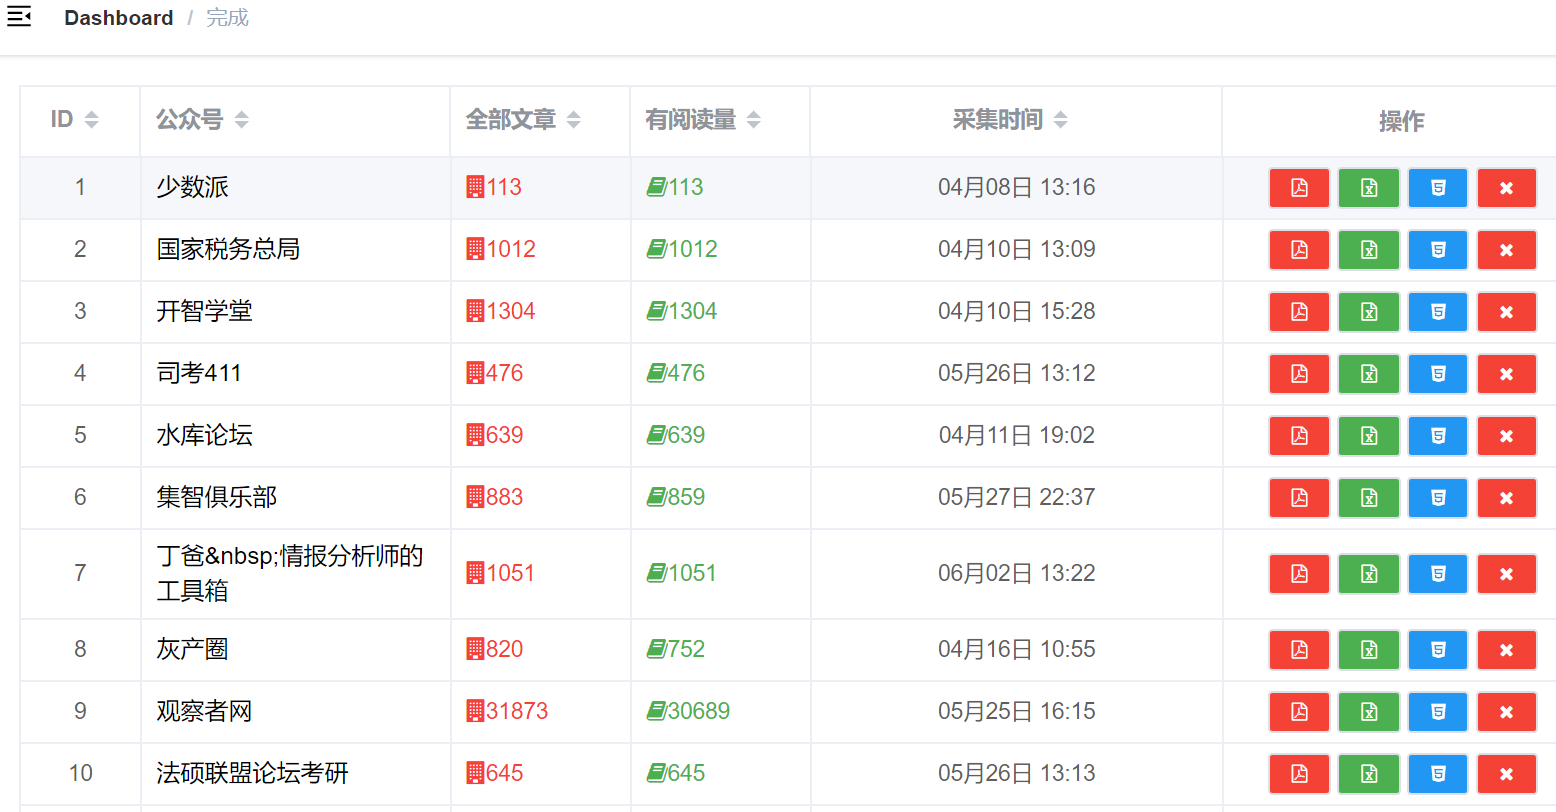 Dashboard / 完成
ID 公众号 全部文章 有阅读量 采集时间 操作
1 少数派 113 113 04月08日 13:16
2 国家税务总局 1012 1012 04月10日 13:09
3 开智学堂 1304 1304 04月10日 15:28
4 司考411 476 476 05月26日 13:12
5 水库论坛 639 639 04月11日 19:02
6 集智俱乐部 883 859 05月27日 22:37
7 丁爸&nbsp;情报分析师的 1051 1051 06月02日 13:22
工具箱
8 灰产圈 820 752 04月16日 10:55
9 观察者网 31873 30689 05月25日 16:15
10 法硕联盟论坛考研 645 645 05月26日 13:13